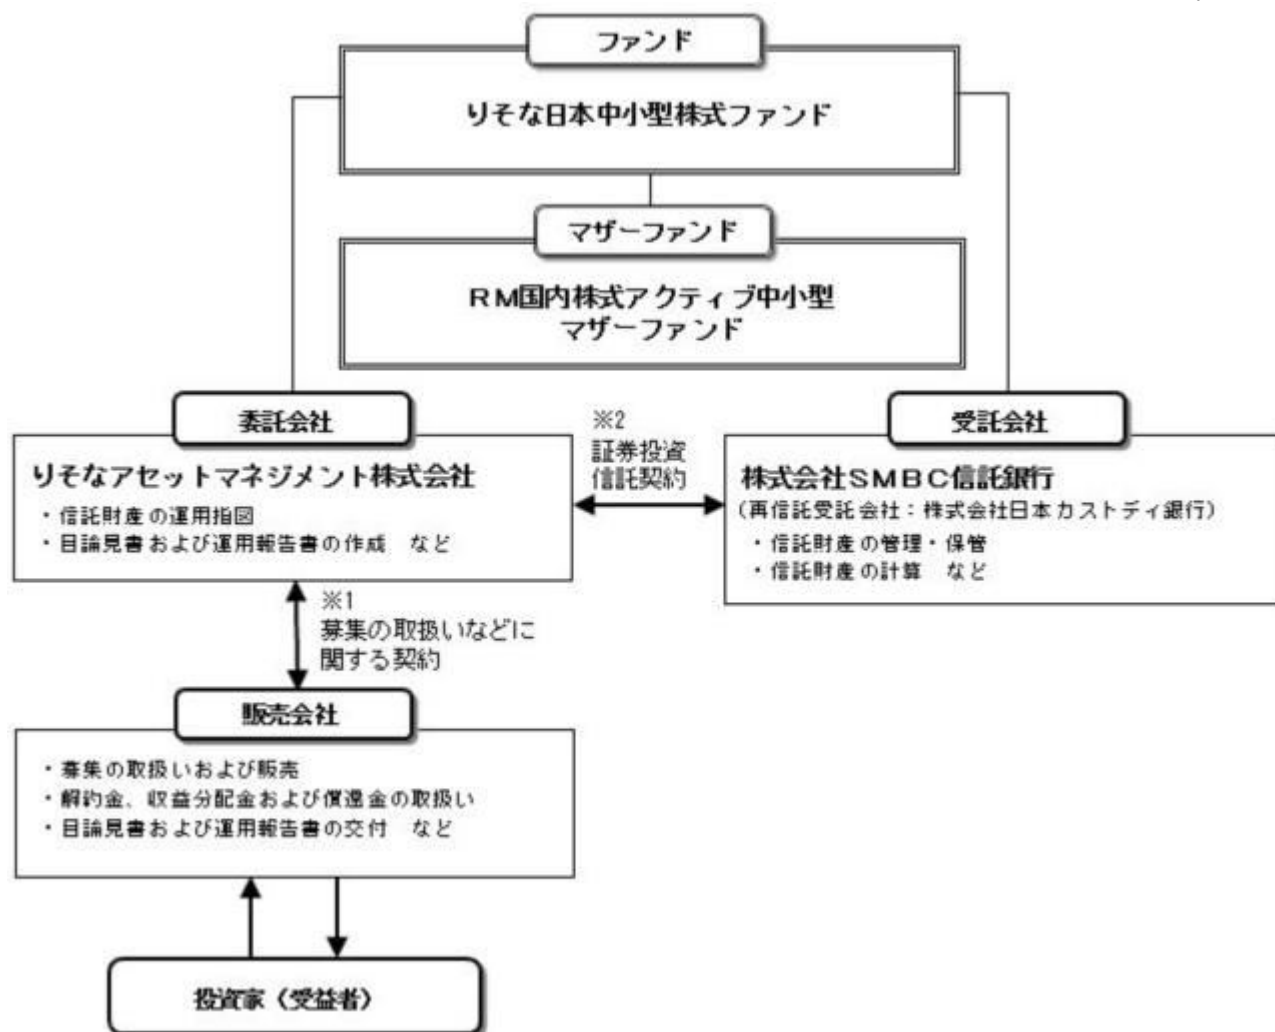 ファンド
りそな日本中小型株式ファンド
マザーファンド
ＲＭ国内株式アクティブ中小型
マザーファンド
委託会社
りそなアセットマネジメント株式会社
・信託財産の運用指図
・目論見書および運用報告書の作成　など
※2
証券投資
信託契約
受託会社
株式会社ＳＭＢＣ信託銀行
（再信託受託会社：株式会社日本カストディ銀行）
・信託財産の管理・保管
・信託財産の計算　など
※1
募集の取扱いなどに
関する契約
販売会社
・募集の取扱いおよび販売
・解約金、収益分配金および償還金の取扱い
・目論見書および運用報告書の交付　など
投資家（受益者）